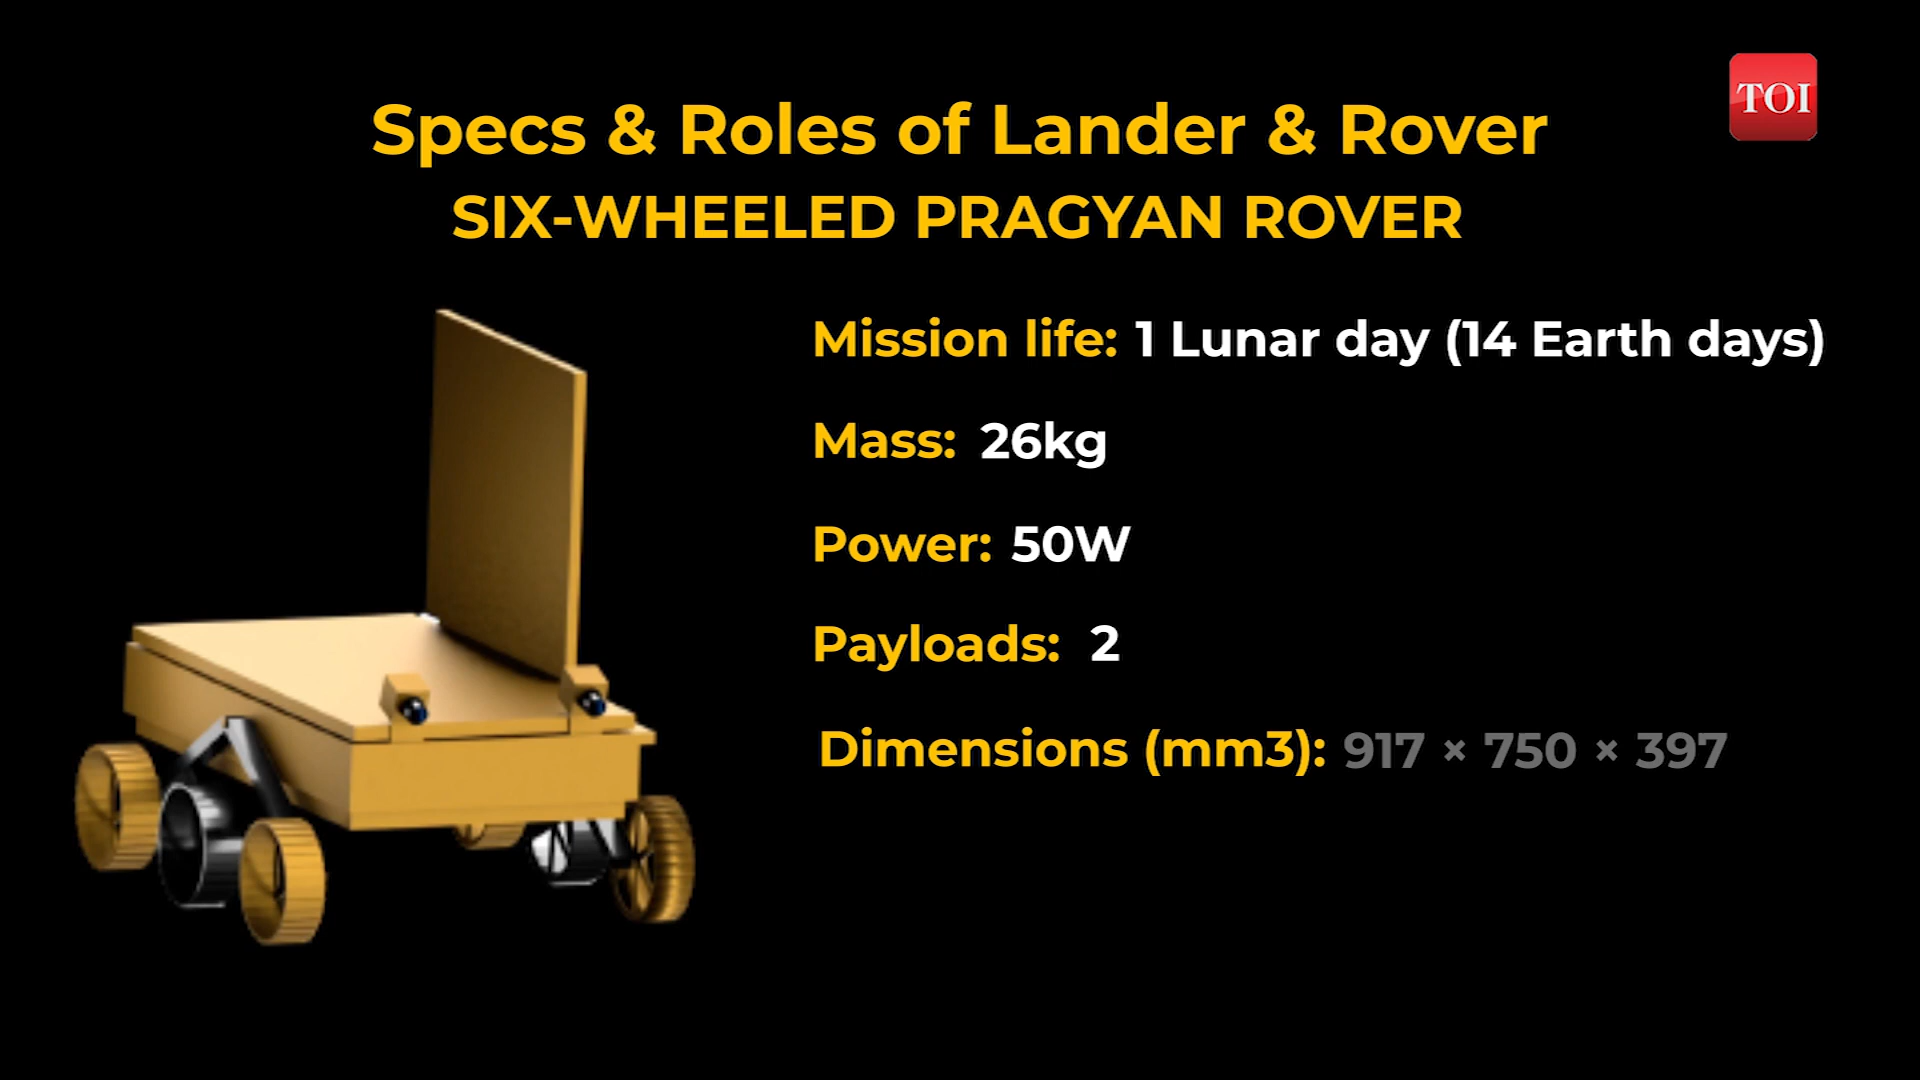 TOI
Specs & Roles of Lander & Rover
SIX-WHEELED PRAGYAN ROVER
Mission life: 1 Lunar day (14 Earth days)
Mass: 26kg
Power: 50W
Payloads: 2
Dimensions (mm3): 917 × 750 × 397